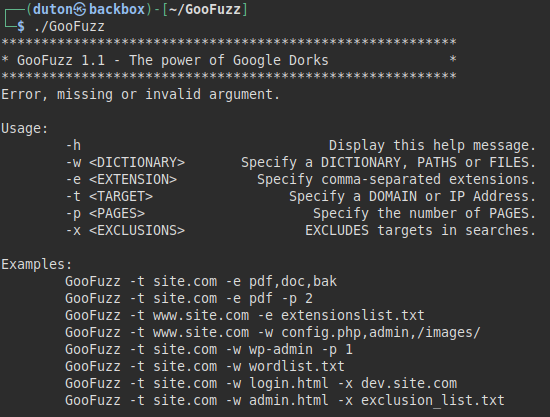 (duton㉿backbox)-[~/GooFuzz]
$ ./GooFuzz
*********************************************************
* GooFuzz 1.1 - The power of Google Dorks               *
*********************************************************
Error, missing or invalid argument.

Usage:
        -h                               Display this help message.
        -w <DICTIONARY>       Specify a DICTIONARY, PATHS or FILES.
        -e <EXTENSION>          Specify comma-separated extensions.
        -t <TARGET>                 Specify a DOMAIN or IP Address.
        -p <PAGES>                     Specify the number of PAGES.
        -x <EXCLUSIONS>               EXCLUDES targets in searches.

Examples:
        GooFuzz -t site.com -e pdf,doc,bak
        GooFuzz -t site.com -e pdf -p 2
        GooFuzz -t www.site.com -e extensionslist.txt
        GooFuzz -t www.site.com -w config.php,admin,/images/
        GooFuzz -t site.com -w wp-admin -p 1
        GooFuzz -t site.com -w wordlist.txt
        GooFuzz -t site.com -w login.html -x dev.site.com
        GooFuzz -t site.com -w admin.html -x exclusion_list.txt